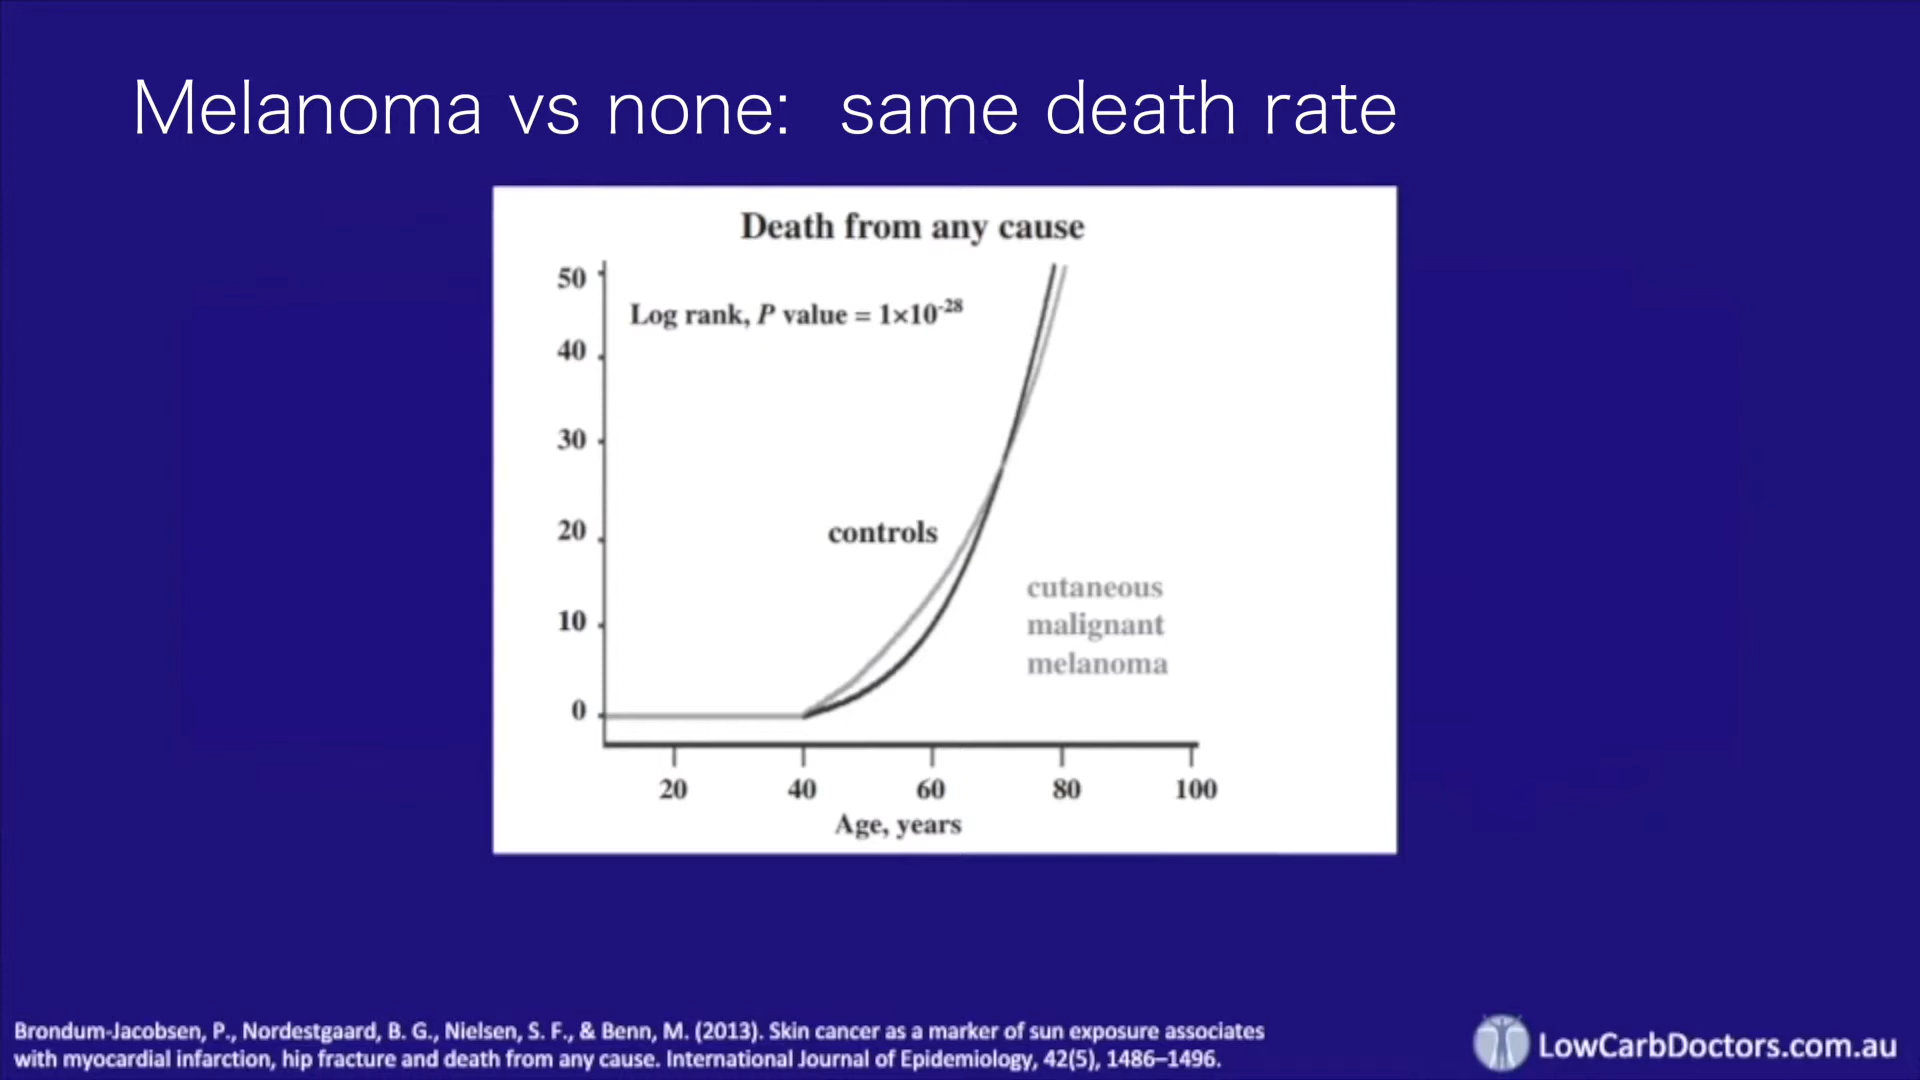 Melanoma vs none: same death rate
Death from any cause
50
Log rank, P value = 1×10⁻²⁸
40
30
20
controls
cutaneous
malignant
melanoma
10
0
20 40 60 80 100
Age, years
Brondum-Jacobsen, P., Nordestgaard, B. G., Nielsen, S. F., & Benn, M. (2013). Skin cancer as a marker of sun exposure associates
with myocardial infarction, hip fracture and death from any cause. International Journal of Epidemiology, 42(5), 1486–1496.
LowCarbDoctors.com.au